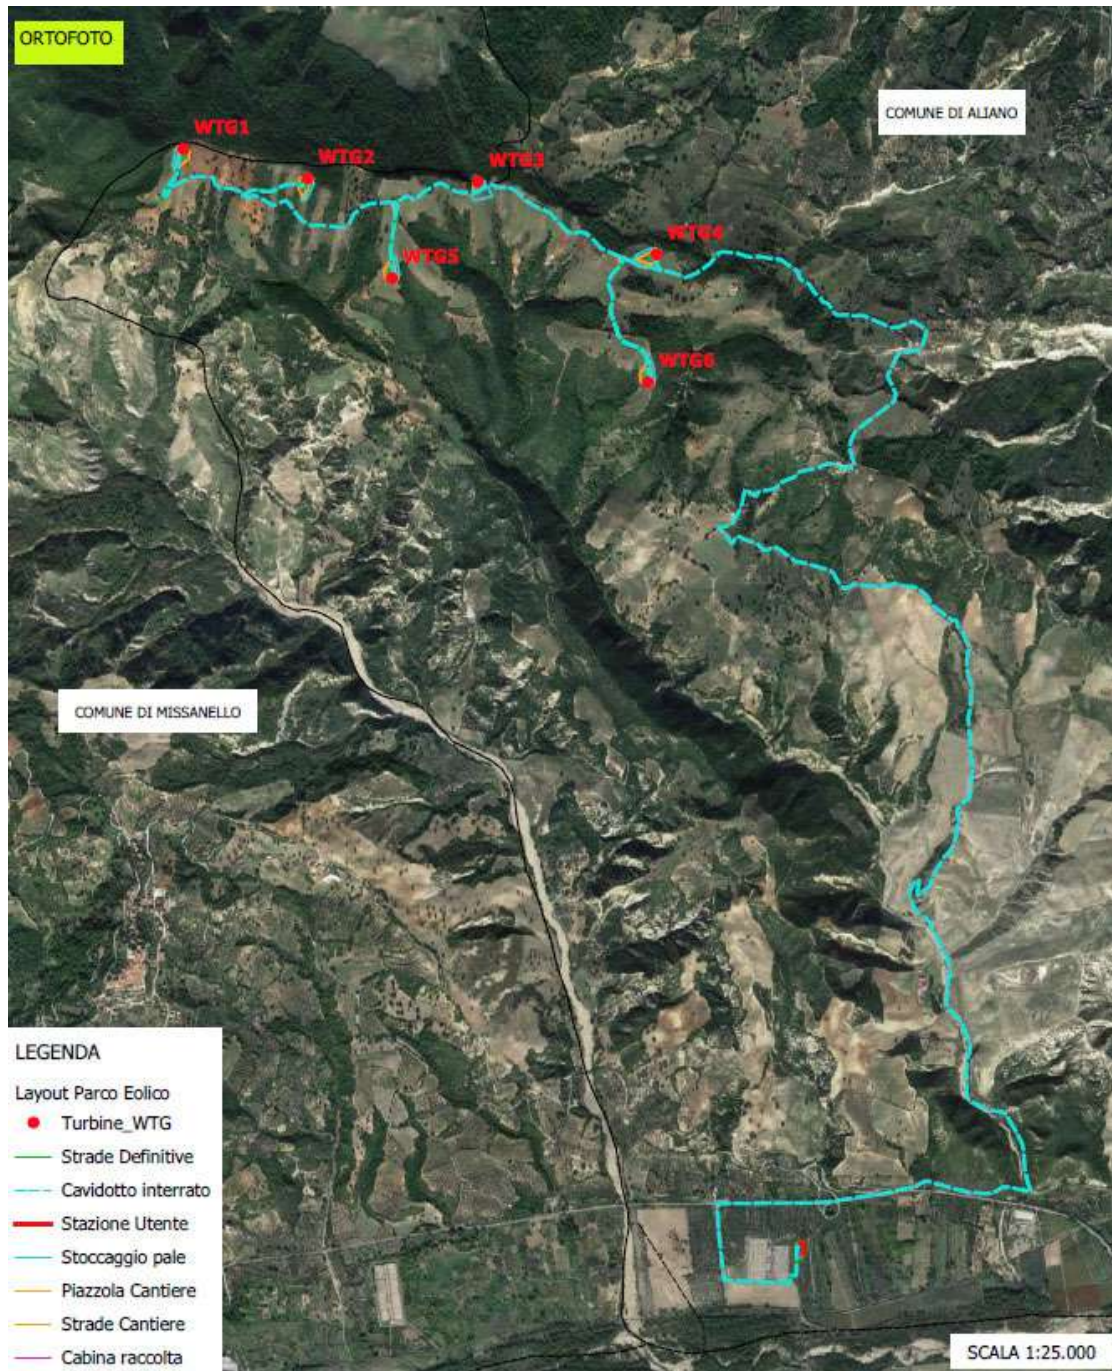 ORTOFOTO
COMUNE DI ALIANO
WTG1
WTG2
WTG3
WTG4
WTG5
WTG6
COMUNE DI MISSANELLO
LEGENDA
Layout Parco Eolico
Turbine_WTG
Strade Definitive
Cavidotto interrato
Stazione Utente
Stoccaggio pale
Piazzola Cantiere
Strade Cantiere
Cabina raccolta
SCALA 1:25.000